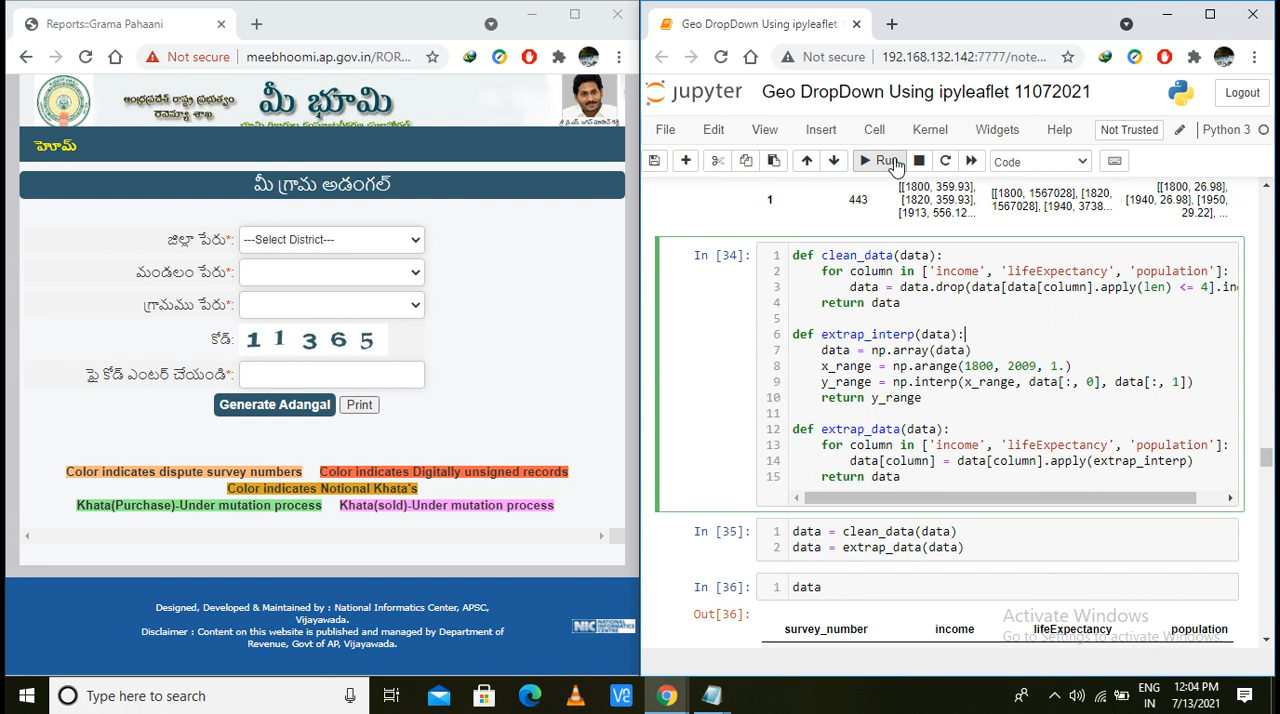 Reports::Grama Pahaani
Not secure
meebhoomi.ap.gov.in/ROR...
ఆంధ్రప్రదేశ్ రాష్ట్ర ప్రభుత్వం
రెవెన్యూ శాఖ
మీ భూమి
హోమ్
మీ గ్రామ అడంగల్
జిల్లా పేరు*:
---Select District---
మండలం పేరు*:
గ్రామము పేరు*:
కోడ్:
1 1 3 6 5
పై కోడ్ ఎంటర్ చేయండి*:
Generate Adangal
Print
Color indicates dispute survey numbers
Color indicates Digitally unsigned records
Color indicates Notional Khata's
Khata(Purchase)-Under mutation process
Khata(sold)-Under mutation process
Designed, Developed & Maintained by : National Informatics Center, APSC,
Vijayawada.
Disclaimer : Content on this website is published and managed by Department of
Revenue, Govt of AP, Vijayawada.
NIC NATIONAL INFORMATICS CENTRE
Geo DropDown Using ipyleaflet
Not secure
192.168.132.142:7777/note...
jupyter
Geo DropDown Using ipyleaflet 11072021
Logout
File Edit View Insert Cell Kernel Widgets Help
Not Trusted
Python 3
Run
Code
1 443
[[1800, 359.93],
[1820, 359.93],
[1913, 556.12...
[[1800, 1567028], [1820,
1567028], [1940, 3738...
[[1800, 26.98],
[1940, 26.98], [1950,
29.22], ...
In [34]:
1 def clean_data(data):
2 for column in ['income', 'lifeExpectancy', 'population']:
3 data = data.drop(data[data[column].apply(len) <= 4].in
4 return data
5
6 def extrap_interp(data):
7 data = np.array(data)
8 x_range = np.arange(1800, 2009, 1.)
9 y_range = np.interp(x_range, data[:, 0], data[:, 1])
10 return y_range
11
12 def extrap_data(data):
13 for column in ['income', 'lifeExpectancy', 'population']:
14 data[column] = data[column].apply(extrap_interp)
15 return data
In [35]:
1 data = clean_data(data)
2 data = extrap_data(data)
In [36]:
1 data
Out[36]:
survey_number income lifeExpectancy population
Activate Windows
Go to Settings to activate Windows.
Type here to search
ENG
IN
12:04 PM
7/13/2021